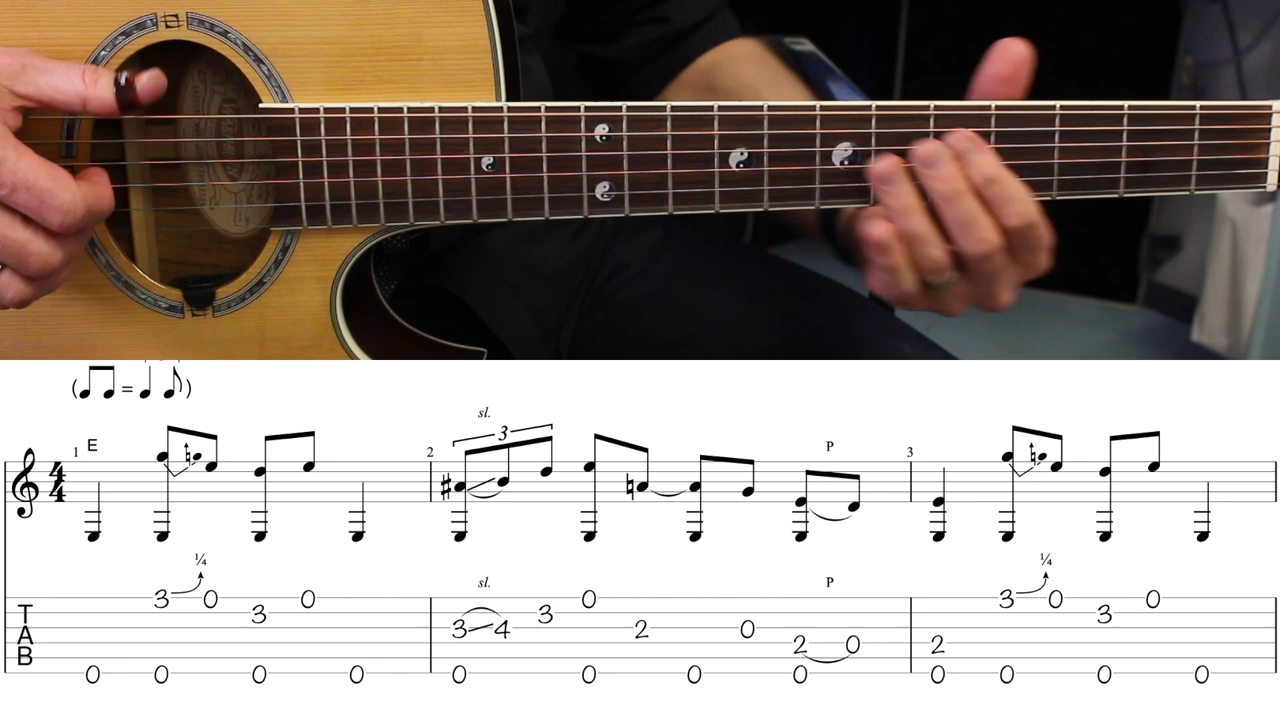 (♫ = ♩ ♪)
1 E 2 sl. 3 P 3
4
4
¼ sl. P ¼
3 0 0 0 3 0
3 3 3
T 3 4 2 0
A 2 0 2
B
0 0 0 0 0 0 0 0 0 0 0 0